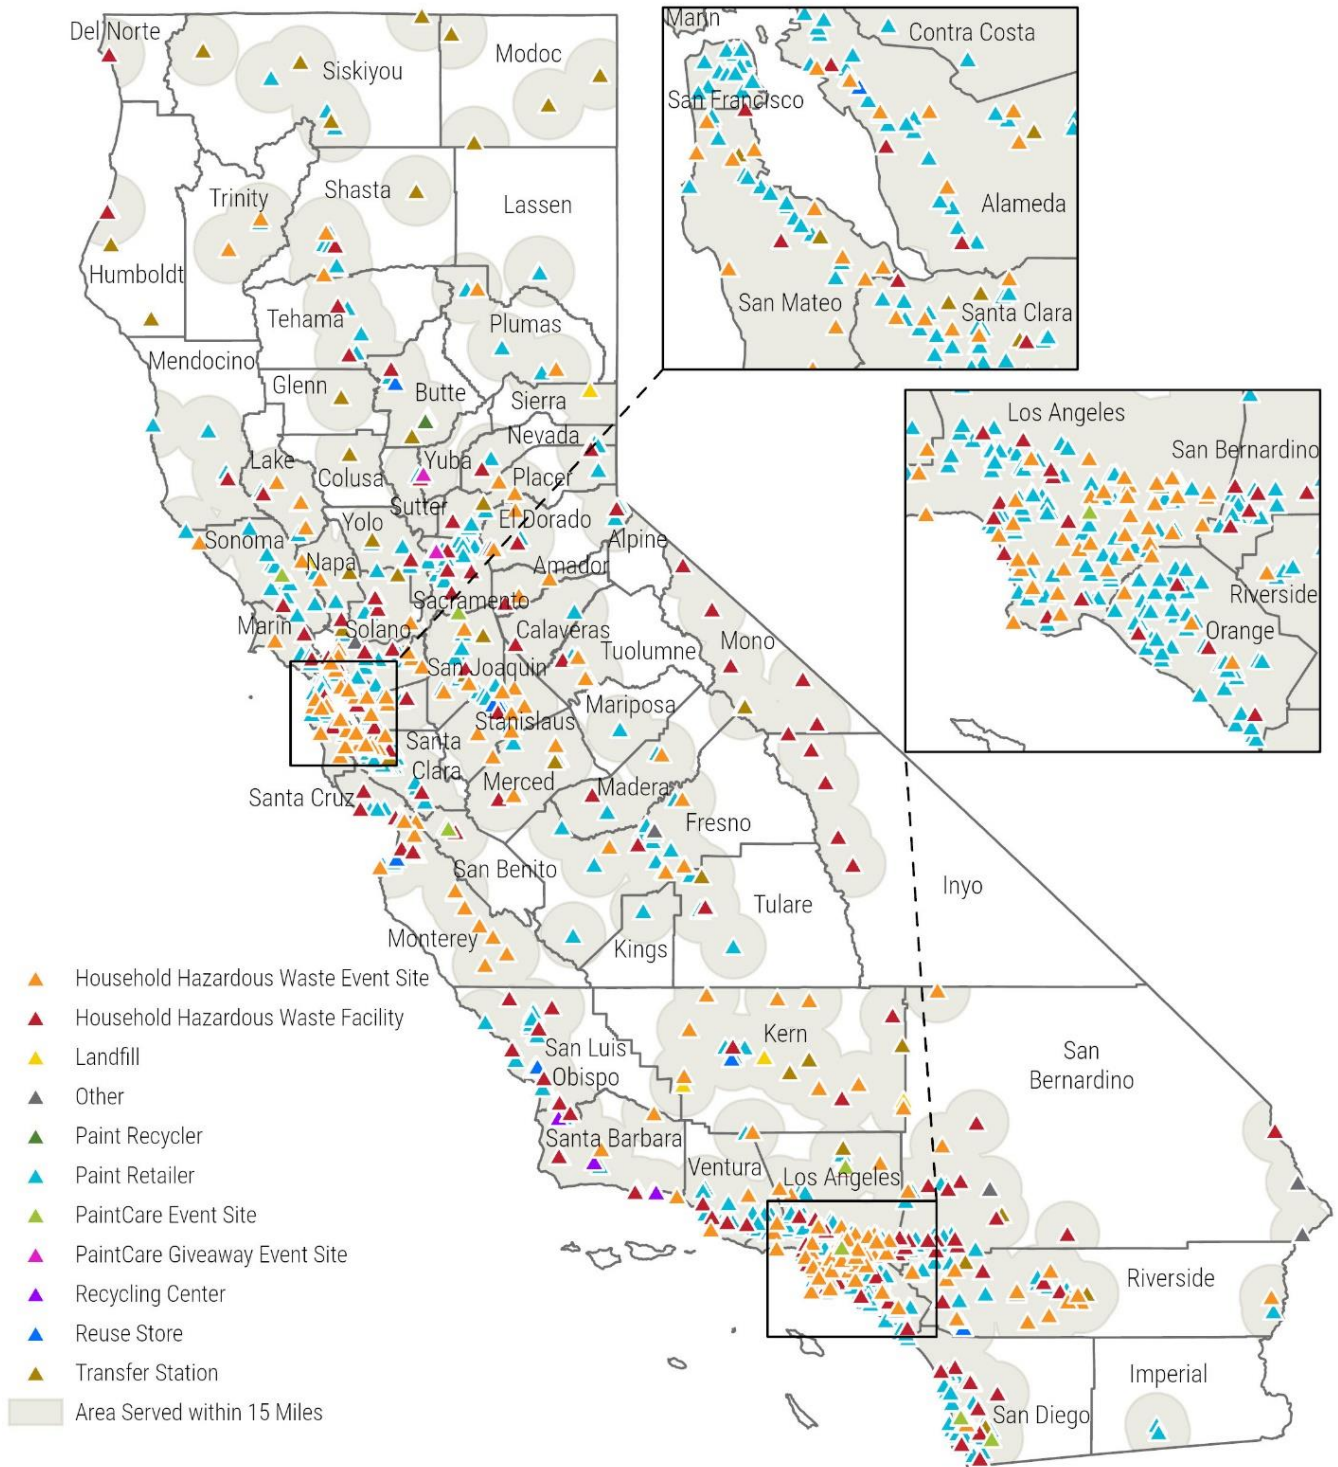 Del Norte
Siskiyou
Modoc
Trinity
Shasta
Lassen
Humboldt
Tehama
Plumas
Mendocino
Glenn
Butte
Sierra
Nevada
Lake
Colusa
Yuba
Placer
Sutter
Yolo
El Dorado
Sonoma
Napa
Alpine
Amador
Sacramento
Marin
Solano
Calaveras
Mono
Tuolumne
San Joaquin
Mariposa
Stanislaus
Santa
Clara
Merced
Madera
Santa Cruz
Fresno
San Benito
Inyo
Tulare
Monterey
Kings
Kern
San Luis
Obispo
San
Bernardino
Santa Barbara
Ventura
Los Angeles
Riverside
Imperial
San Diego
Marin
Contra Costa
San Francisco
Alameda
San Mateo
Santa Clara
Los Angeles
San Bernardino
Riverside
Orange
Household Hazardous Waste Event Site
Household Hazardous Waste Facility
Landfill
Other
Paint Recycler
Paint Retailer
PaintCare Event Site
PaintCare Giveaway Event Site
Recycling Center
Reuse Store
Transfer Station
Area Served within 15 Miles